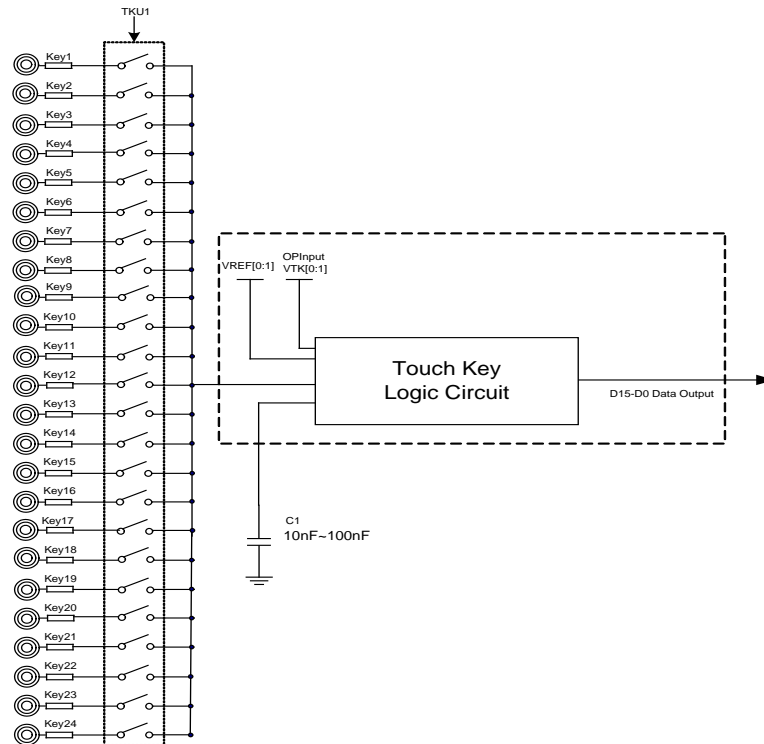 TKU1
Key1
Key2
Key3
Key4
Key5
Key6
Key7
Key8
Key9
Key10
Key11
Key12
Key13
Key14
Key15
Key16
Key17
Key18
Key19
Key20
Key21
Key22
Key23
Key24
VREF[0:1]
OPInput
VTK[0:1]
Touch Key
Logic Circuit
D15-D0 Data Output
C1
10nF~100nF